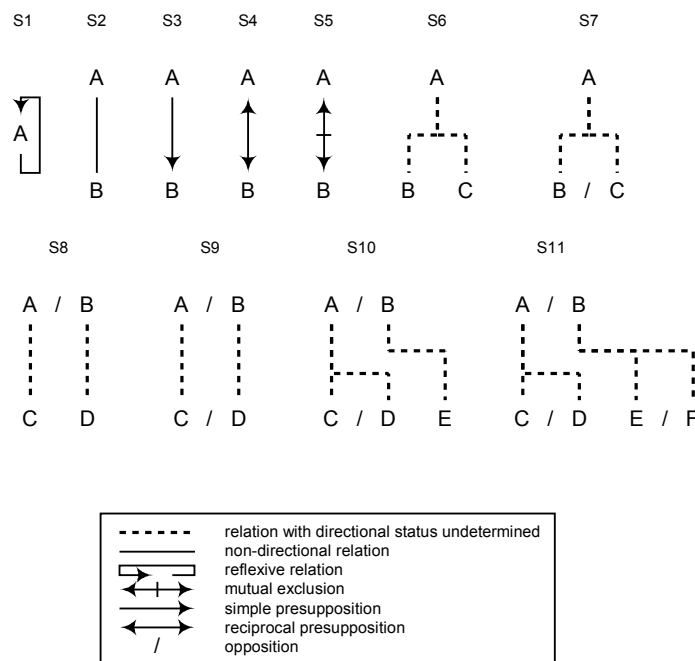 S1 S2 S3 S4 S5 S6 S7
A A A A A A
A
B B B B B C B / C
S8 S9 S10 S11
A / B A / B A / B A / B
C D C / D C / D E C / D E / F
relation with directional status undetermined
non-directional relation
reflexive relation
mutual exclusion
simple presupposition
reciprocal presupposition
/ opposition